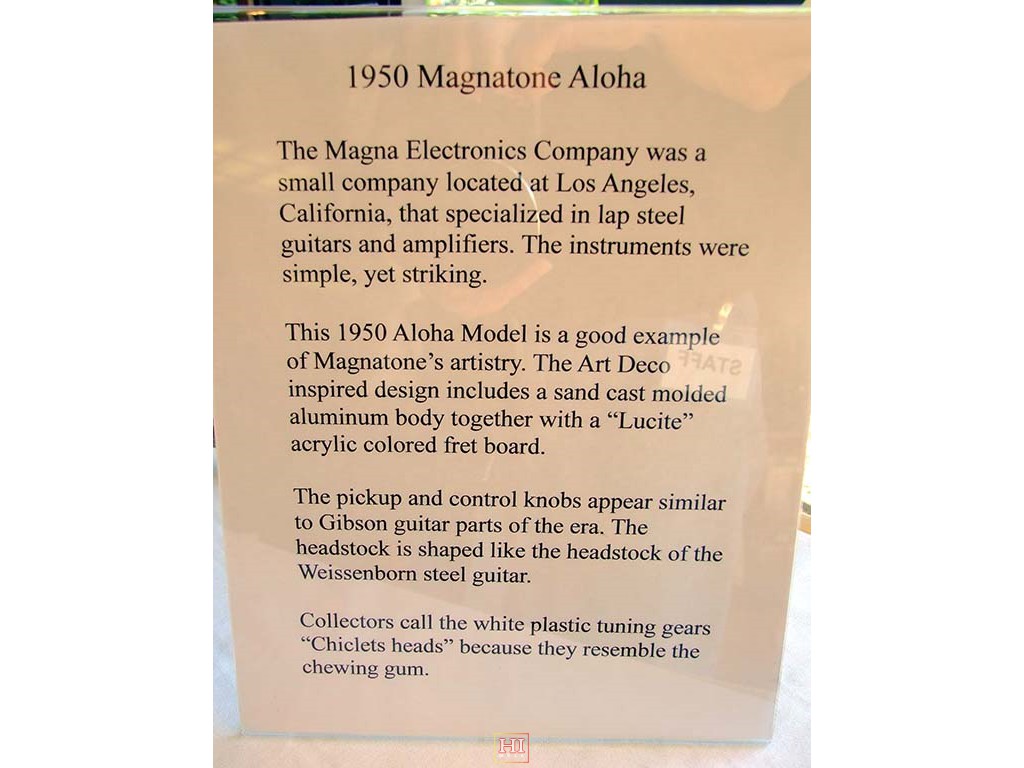 1950 Magnatone Aloha
The Magna Electronics Company was a
small company located at Los Angeles,
California, that specialized in lap steel
guitars and amplifiers. The instruments were
simple, yet striking.
This 1950 Aloha Model is a good example
of Magnatone’s artistry. The Art Deco
STAFF
inspired design includes a sand cast molded
aluminum body together with a “Lucite”
acrylic colored fret board.
The pickup and control knobs appear similar
to Gibson guitar parts of the era. The
headstock is shaped like the headstock of the
Weissenborn steel guitar.
Collectors call the white plastic tuning gears
“Chiclets heads” because they resemble the
chewing gum.
HI